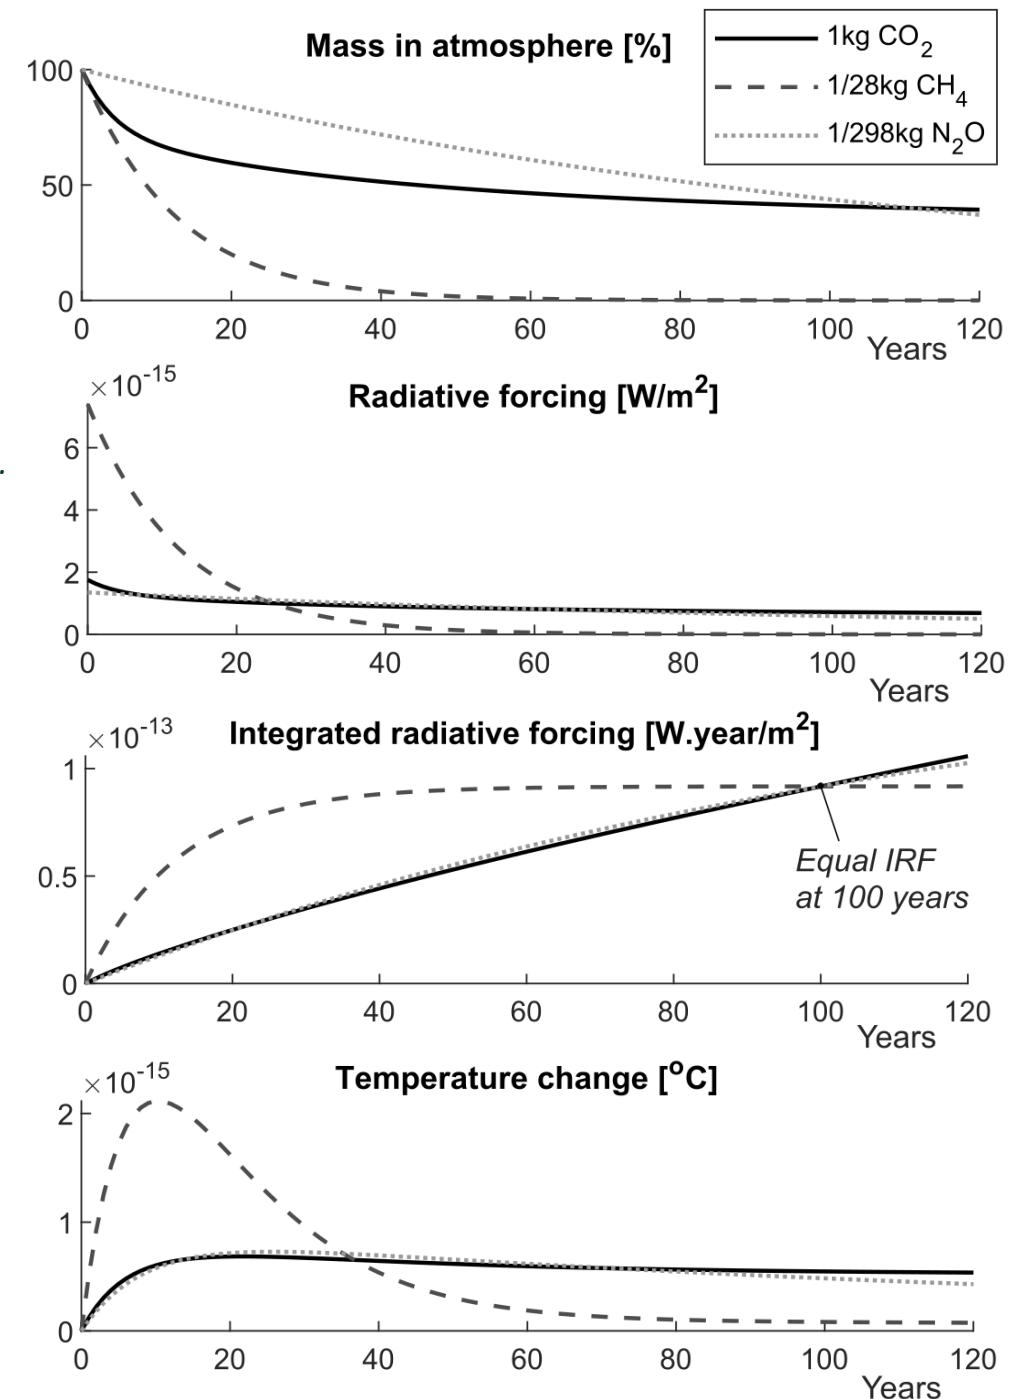 Mass in atmosphere [%]
1kg CO2
1/28kg CH4
1/298kg N2O
100
50
0
0 20 40 60 80 100 120
Years
×10-15
Radiative forcing [W/m2]
6
4
2
0
0 20 40 60 80 100 120
Years
×10-13
Integrated radiative forcing [W.year/m2]
1
0.5
0
Equal IRF
at 100 years
0 20 40 60 80 100 120
Years
×10-15
Temperature change [oC]
2
1
0
0 20 40 60 80 100 120
Years